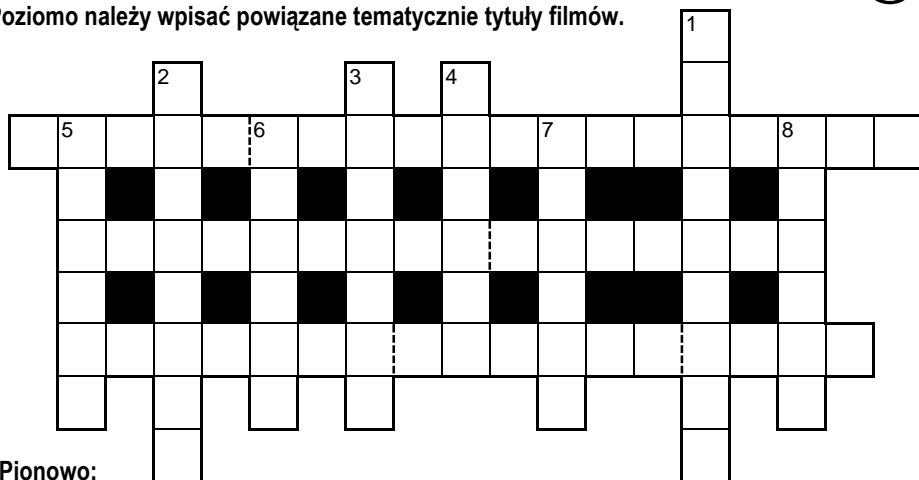 Poziomo należy wpisać powiązane tematycznie tytuły filmów.
1
2 3 4
5 6 7 8
Pionowo: